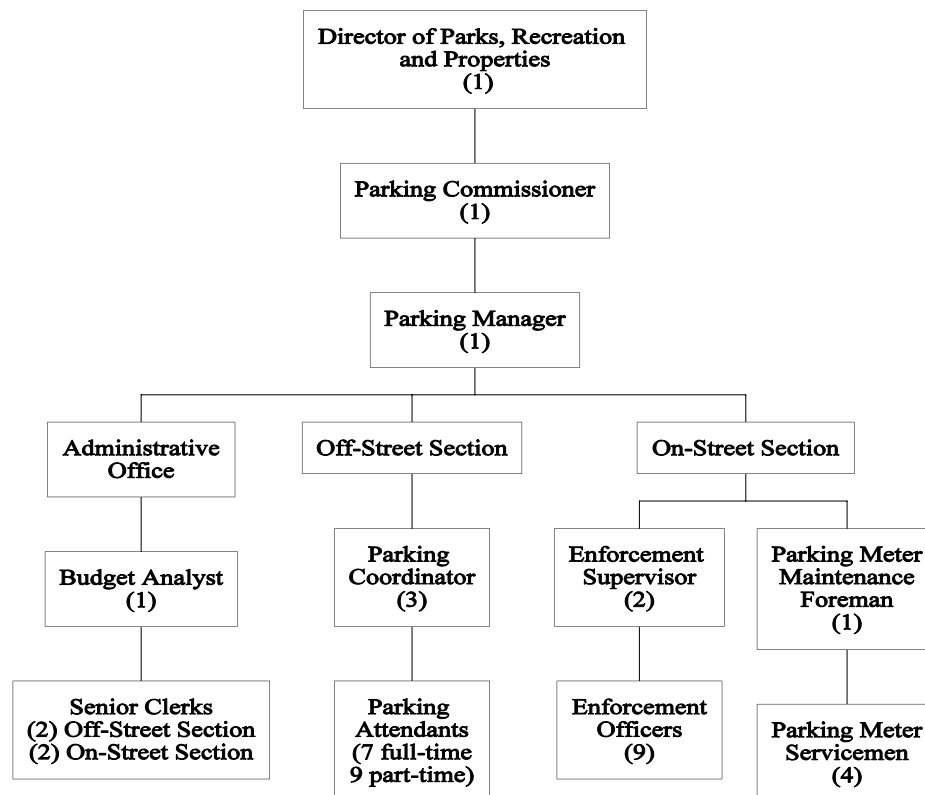 Director of Parks, Recreation
and Properties
(1)
Parking Commissioner
(1)
Parking Manager
(1)
Administrative
Office
Off-Street Section
On-Street Section
Budget Analyst
(1)
Parking
Coordinator
(3)
Enforcement
Supervisor
(2)
Parking Meter
Maintenance
Foreman
(1)
Senior Clerks
(2) Off-Street Section
(2) On-Street Section
Parking
Attendants
(7 full-time
9 part-time)
Enforcement
Officers
(9)
Parking Meter
Servicemen
(4)